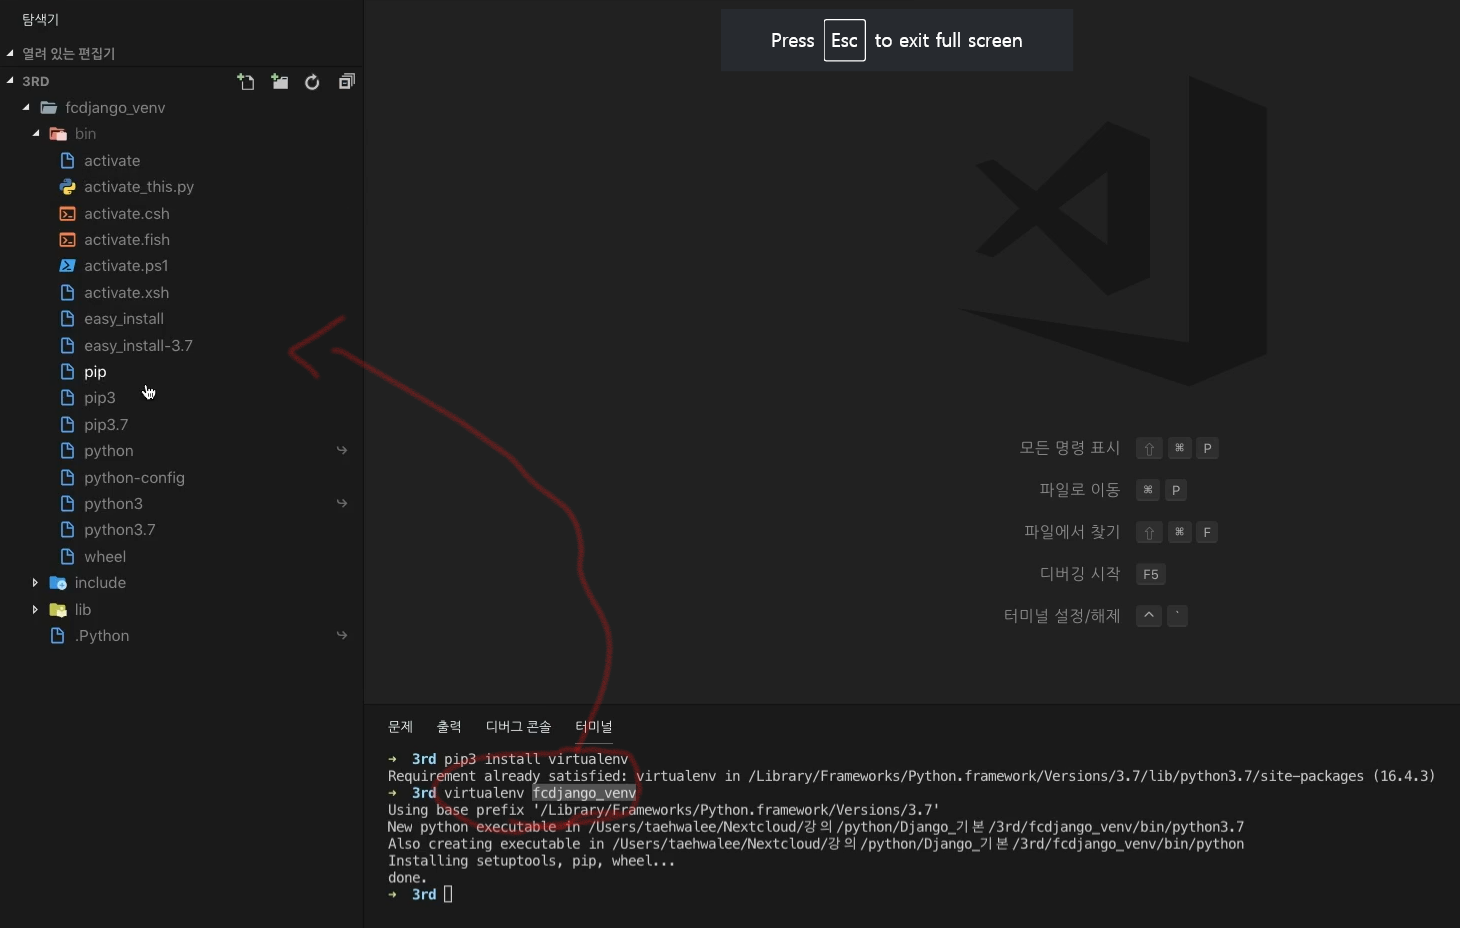 탐색기
열려 있는 편집기
3RD
fcdjango_venv
bin
activate
activate_this.py
activate.csh
activate.fish
activate.ps1
activate.xsh
easy_install
easy_install-3.7
pip
pip3
pip3.7
python
python-config
python3
python3.7
wheel
include
lib
.Python
Press Esc to exit full screen
모든 명령 표시 ⇧ ⌘ P
파일로 이동 ⌘ P
파일에서 찾기 ⇧ ⌘ F
디버깅 시작 F5
터미널 설정/해제 ^ `
문제 출력 디버그 콘솔 터미널
→ 3rd pip3 install virtualenv
Requirement already satisfied: virtualenv in /Library/Frameworks/Python.framework/Versions/3.7/lib/python3.7/site-packages (16.4.3)
→ 3rd virtualenv fcdjango_venv
Using base prefix '/Library/Frameworks/Python.framework/Versions/3.7'
New python executable in /Users/taehwalee/Nextcloud/강의/python/Django_기본/3rd/fcdjango_venv/bin/python3.7
Also creating executable in /Users/taehwalee/Nextcloud/강의/python/Django_기본/3rd/fcdjango_venv/bin/python
Installing setuptools, pip, wheel...
done.
→ 3rd